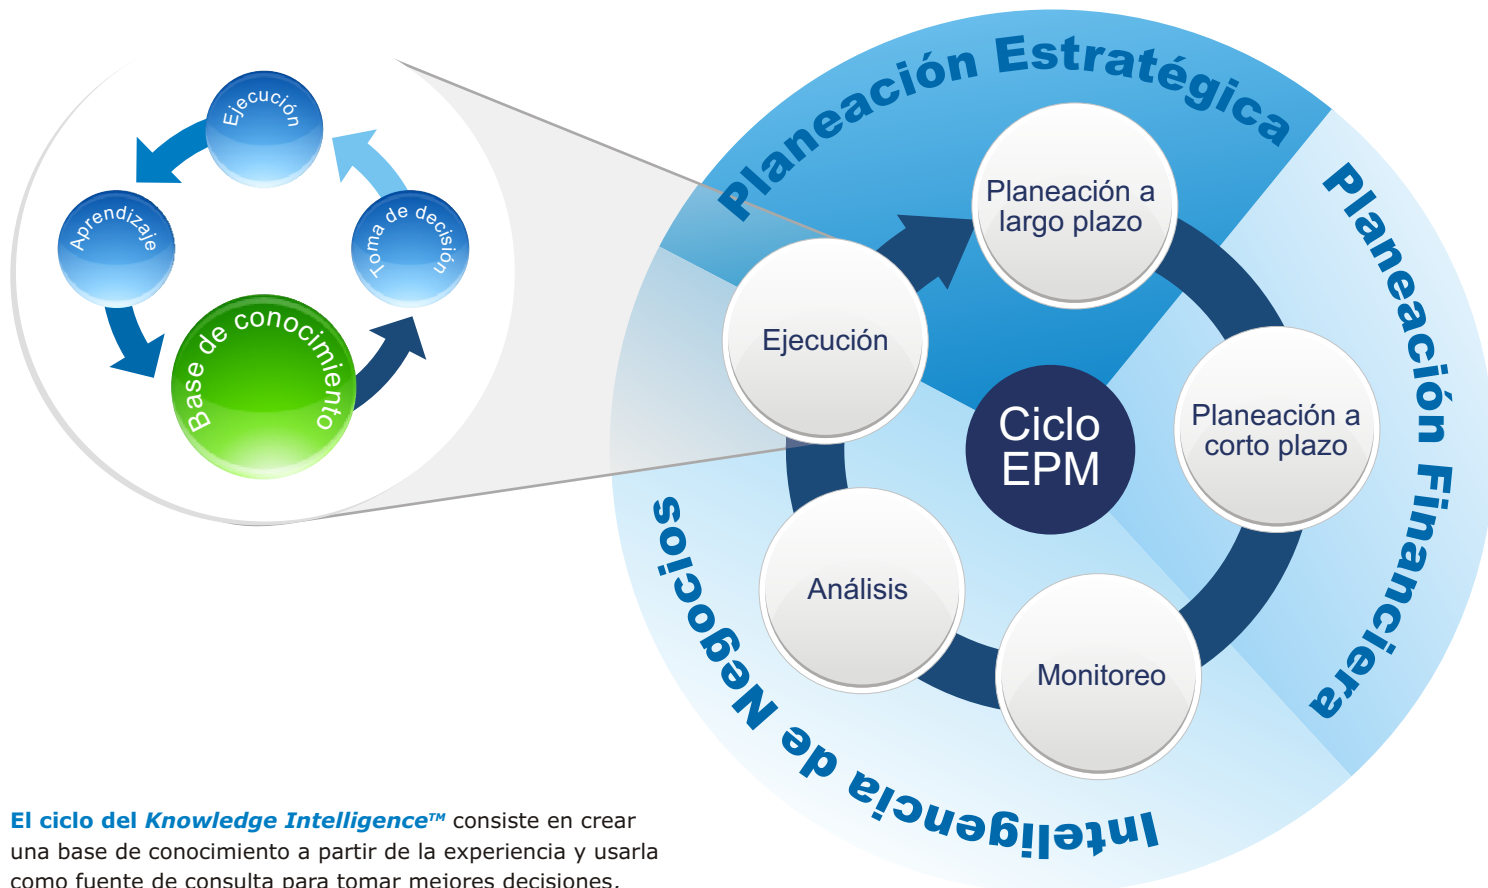 Ejecución
Aprendizaje
Toma de decisión
Base de conocimiento
Planeación Estratégica
Planeación Financiera
Inteligencia de Negocios
Planeación a
largo plazo
Planeación a
corto plazo
Monitoreo
Análisis
Ejecución
Ciclo
EPM
El ciclo del Knowledge Intelligence™ consiste en crear
una base de conocimiento a partir de la experiencia y usarla
como fuente de consulta para tomar mejores decisiones,